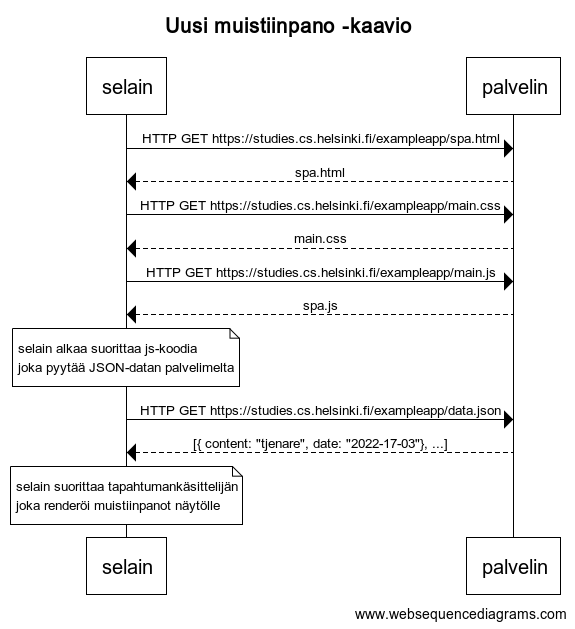 Uusi muistiinpano -kaavio
selain
palvelin
HTTP GET https://studies.cs.helsinki.fi/exampleapp/spa.html
spa.html
HTTP GET https://studies.cs.helsinki.fi/exampleapp/main.css
main.css
HTTP GET https://studies.cs.helsinki.fi/exampleapp/main.js
spa.js
selain alkaa suorittaa js-koodia
joka pyytää JSON-datan palvelimelta
HTTP GET https://studies.cs.helsinki.fi/exampleapp/data.json
[{ content: "tjenare", date: "2022-17-03"}, ...]
selain suorittaa tapahtumankäsittelijän
joka renderöi muistiinpanot näytölle
selain
palvelin
www.websequencediagrams.com